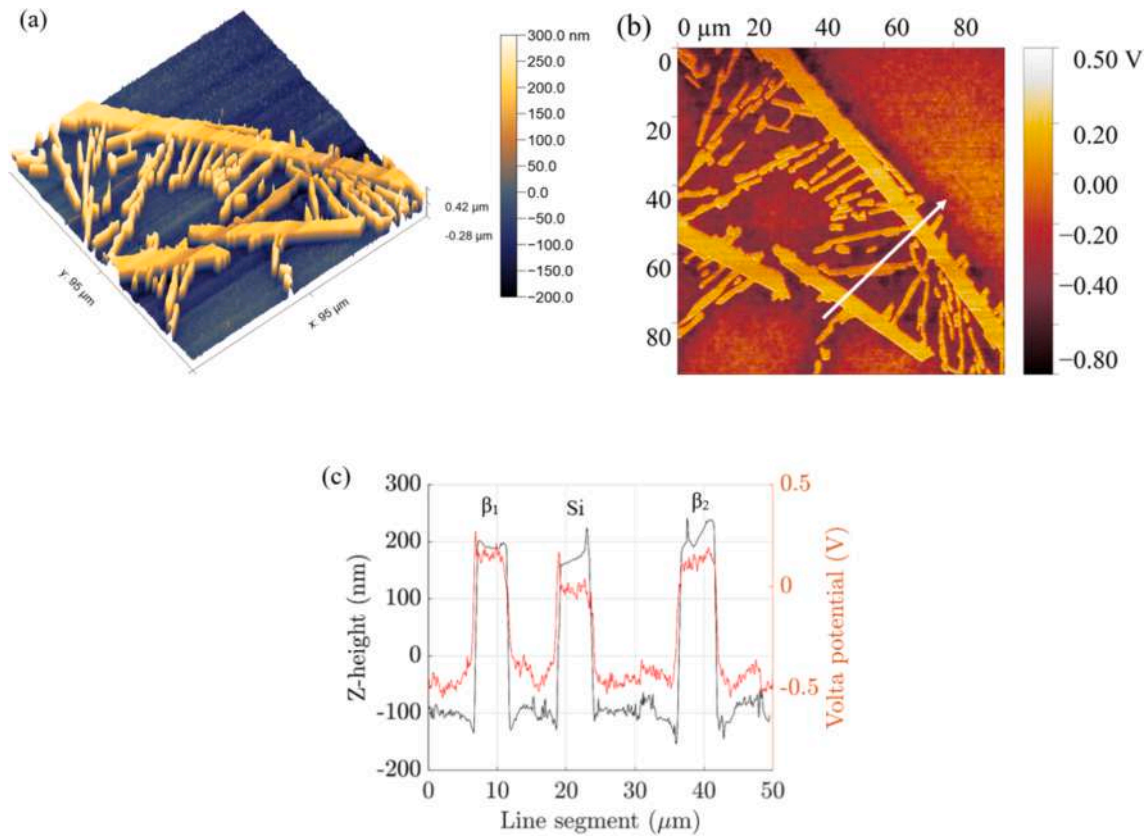 (a)
300.0 nm
250.0
200.0
150.0
100.0
50.0
0.0
-50.0
-100.0
-150.0
-200.0
0.42 µm
-0.28 µm
y: 95 µm
x: 95 µm
(b)
0 µm 20 40 60 80
0
20
40
60
80
0.50 V
0.20
0.00
−0.20
−0.40
−0.80
(c)
300
200
100
0
-100
-200
Z-height (nm)
β₁ Si β₂
0.5
0
-0.5
Volta potential (V)
0 10 20 30 40 50
Line segment (µm)